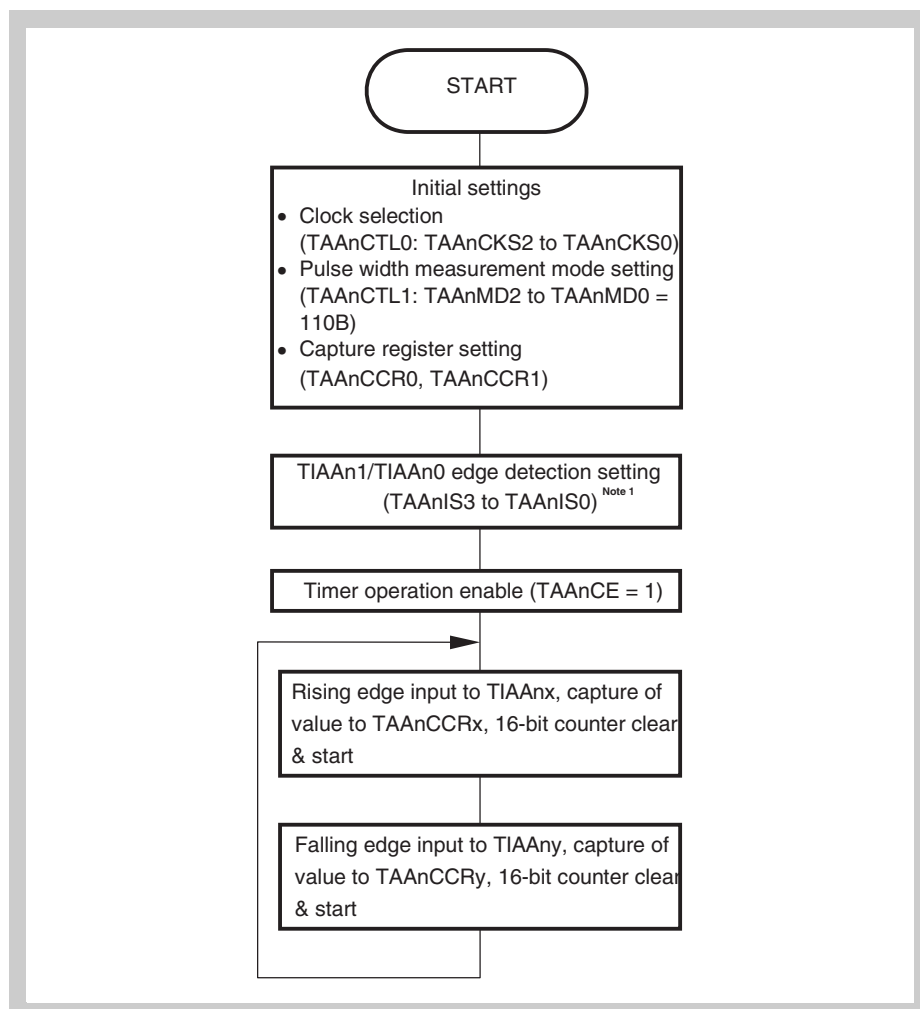 START
Initial settings
• Clock selection
(TAAnCTL0: TAAnCKS2 to TAAnCKS0)
• Pulse width measurement mode setting
(TAAnCTL1: TAAnMD2 to TAAnMD0 =
110B)
• Capture register setting
(TAAnCCR0, TAAnCCR1)
TIAAn1/TIAAn0 edge detection setting
(TAAnIS3 to TAAnIS0) Note 1
Timer operation enable (TAAnCE = 1)
Rising edge input to TIAAnx, capture of
value to TAAnCCRx, 16-bit counter clear
& start
Falling edge input to TIAAny, capture of
value to TAAnCCRy, 16-bit counter clear
& start